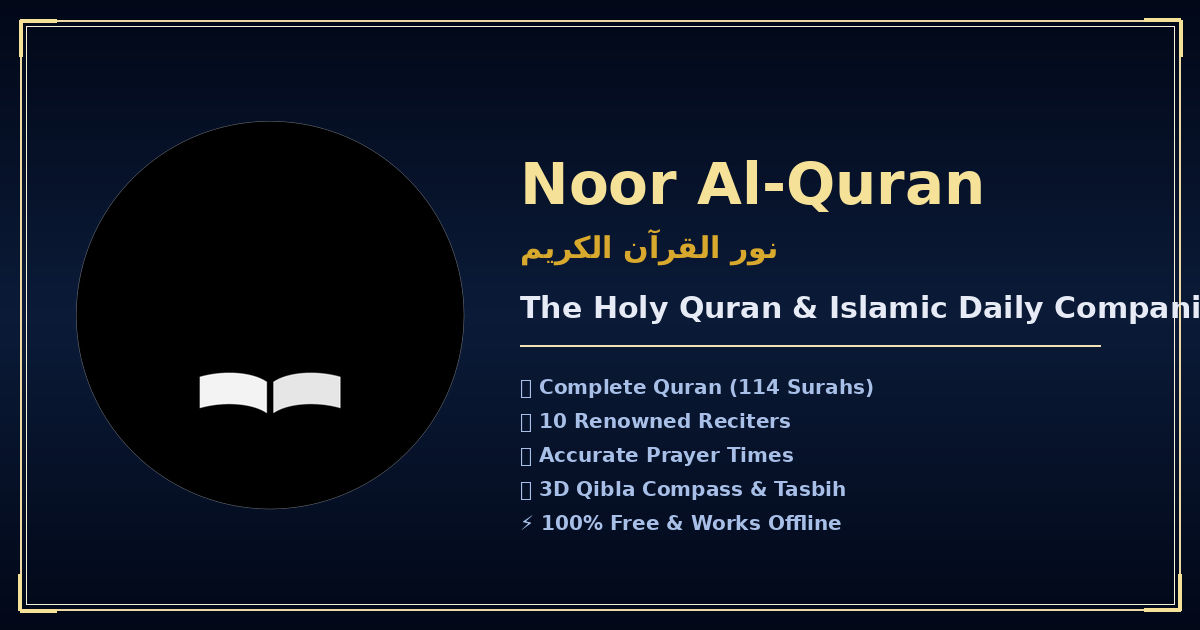 Noor Al-Quran
نور القرآن الكريم
The Holy Quran & Islamic Daily Compani
Complete Quran (114 Surahs)
10 Renowned Reciters
Accurate Prayer Times
3D Qibla Compass & Tasbih
⚡ 100% Free & Works Offline